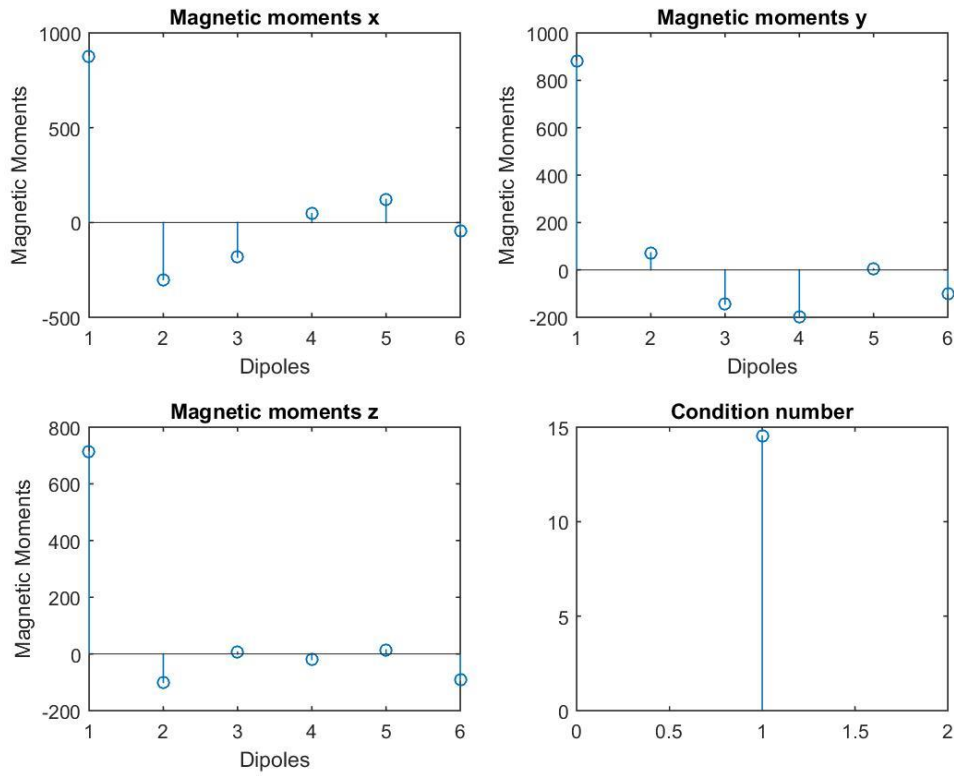 Magnetic moments x
1000
500
0
-500
Magnetic Moments
1 2 3 4 5 6
Dipoles
Magnetic moments y
1000
800
600
400
200
0
-200
Magnetic Moments
1 2 3 4 5 6
Dipoles
Magnetic moments z
800
600
400
200
0
-200
Magnetic Moments
1 2 3 4 5 6
Dipoles
Condition number
15
10
5
0
0 0.5 1 1.5 2